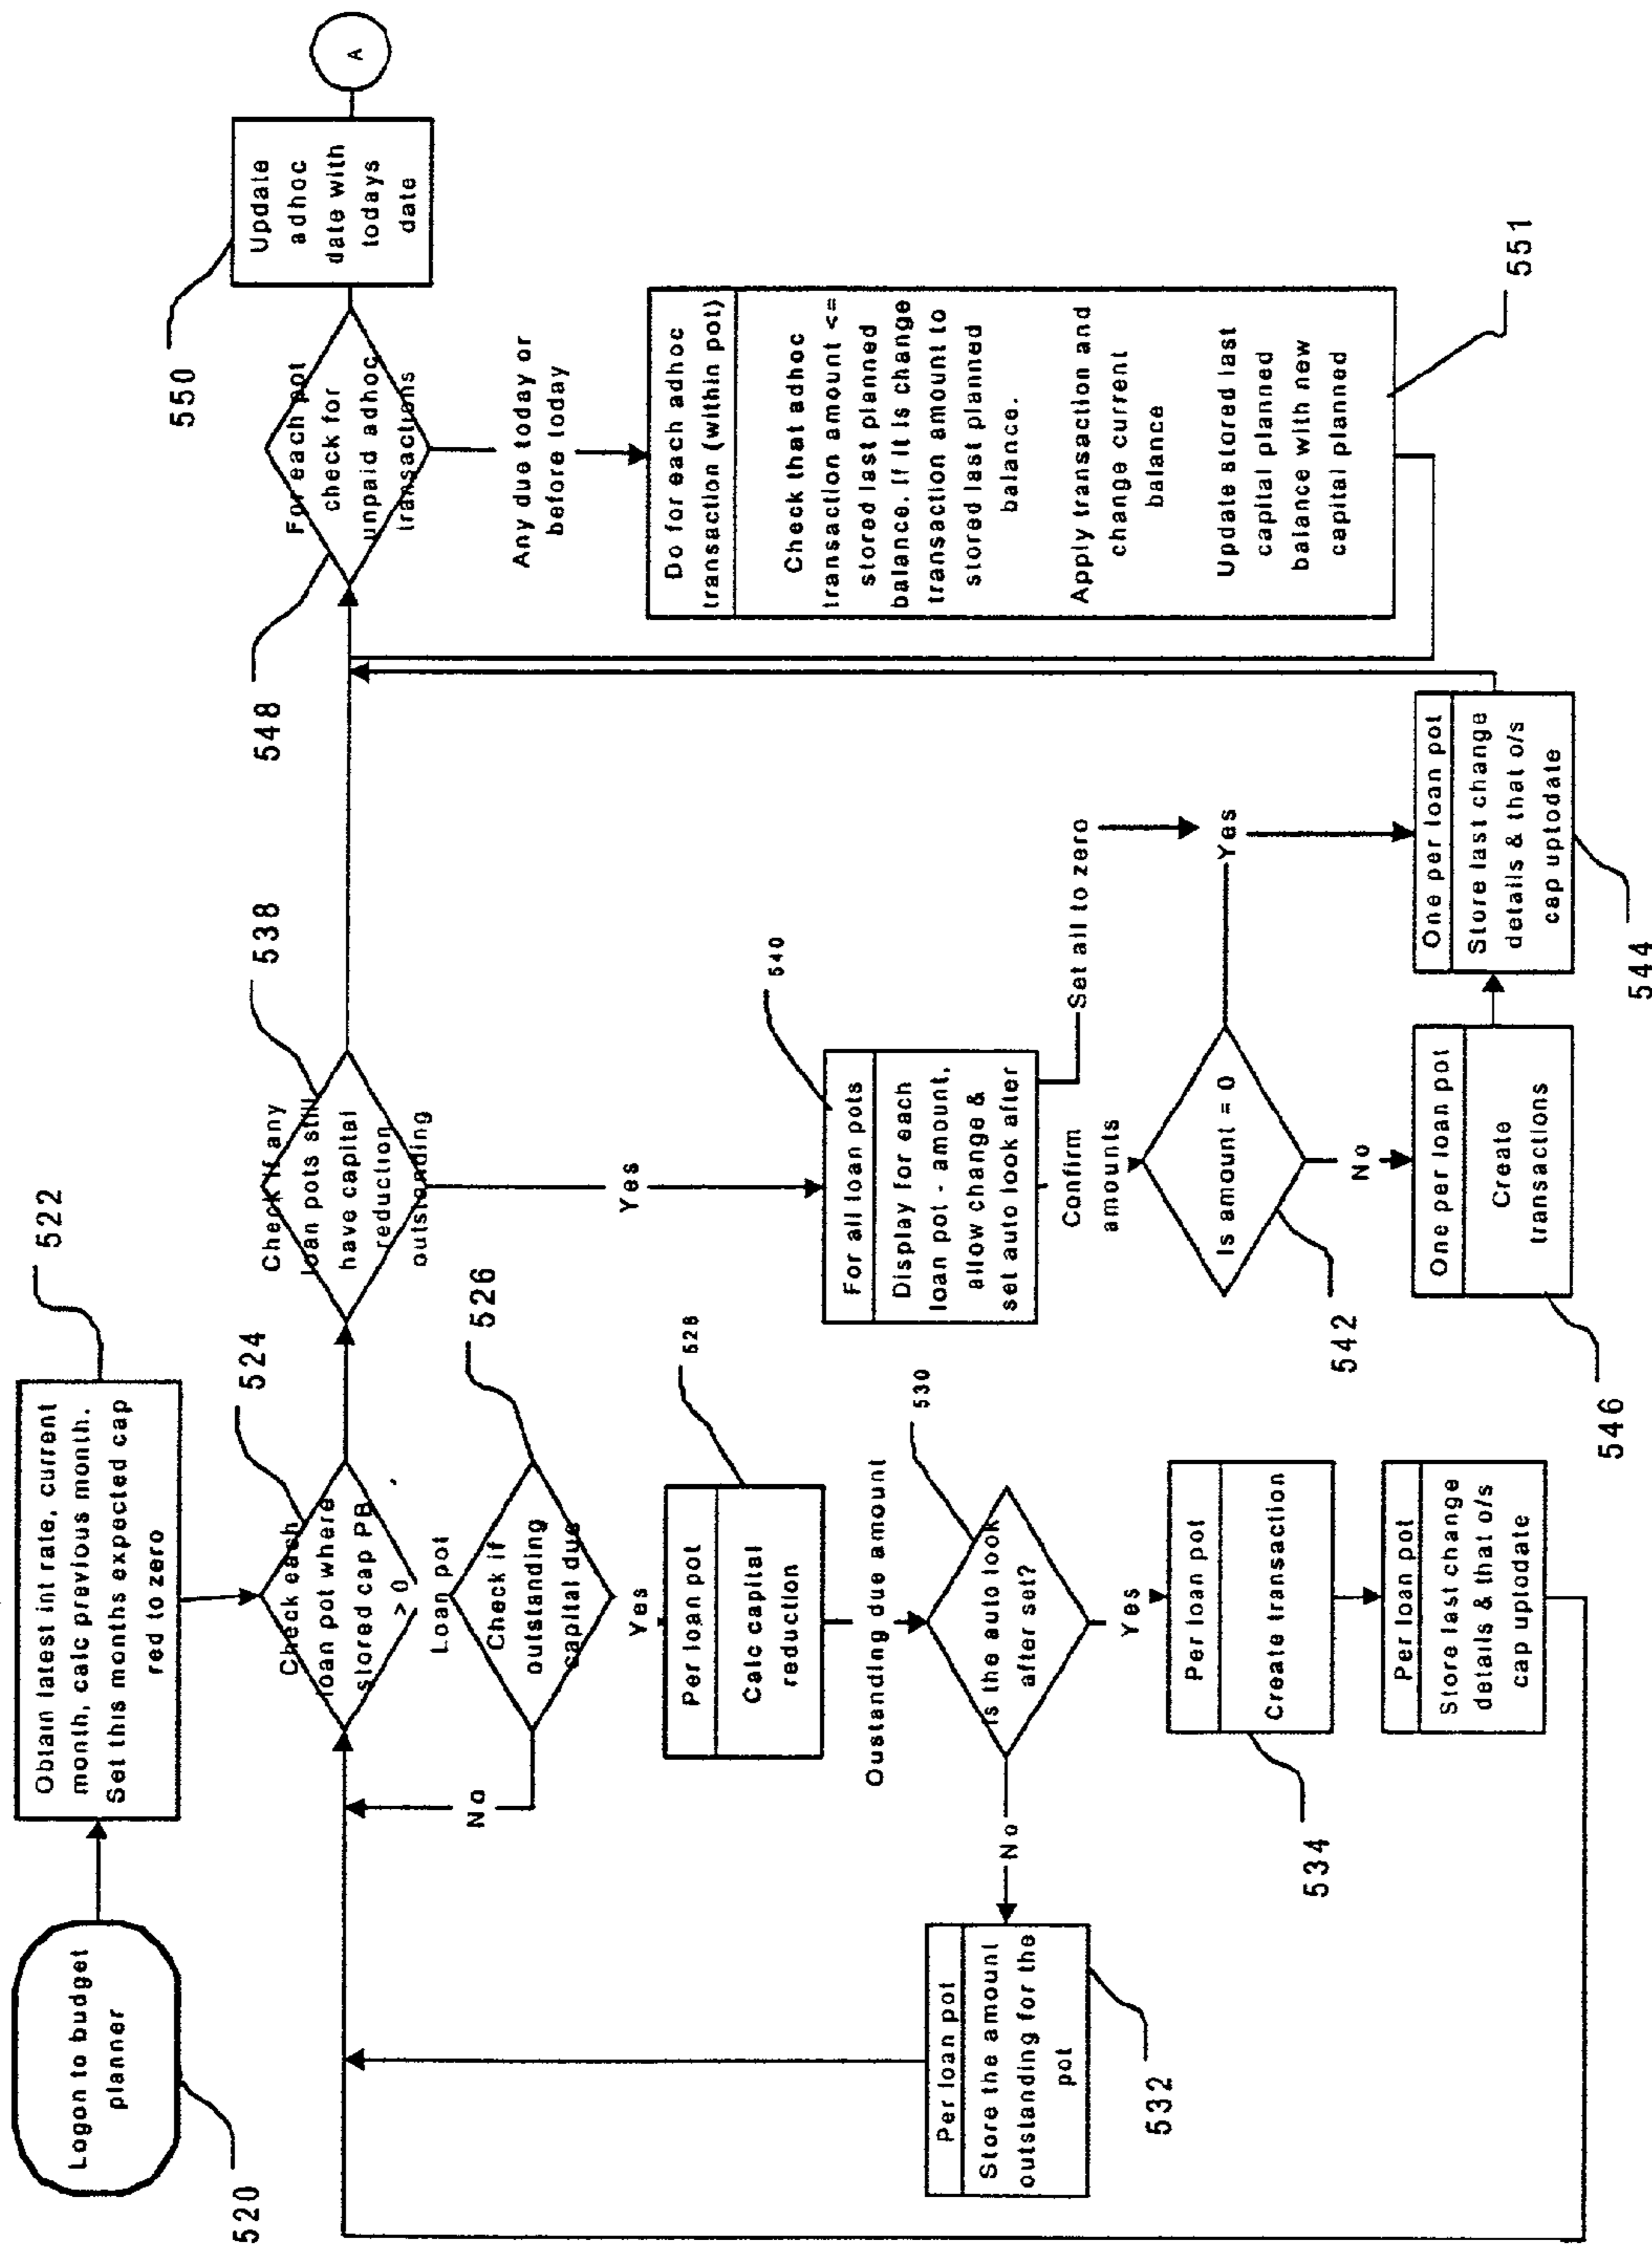 Logon to budget
planner
520
Obtain latest int rate, current
month, calc previous month.
Set this months expected cap
red to zero
522
Check each
loan pot where
stored cap PB
> 0
524
Loan pot
Check if
outstanding
capital due
526
No
Yes
Per loan pot
Calc capital
reduction
528
Oustanding due amount
Is the auto look
after set?
530
No
Per loan pot
Store the amount
outstanding for the
pot
532
Yes
Per loan pot
Create transaction
534
Per loan pot
Store last change
details & that o/s
cap uptodate
Check if any
loan pots still
have capital
reduction
outstanding
538
Yes
For all loan pots
Display for each
loan pot - amount,
allow change &
set auto look after
540
Set all to zero
Confirm
amounts
Is amount = 0
542
Yes
No
One per loan pot
Create
transactions
546
One per loan pot
Store last change
details & that o/s
cap uptodate
544
For each pot
check for
unpaid adhoc
transactions
548
Any due today or
before today
Do for each adhoc
transaction (within pot)
Check that adhoc
transaction amount <=
stored last planned
balance. If it is change
transaction amount to
stored last planned
balance.
Apply transaction and
change current
balance
Update stored last
capital planned
balance with new
capital planned
551
Update
adhoc
date with
todays
date
550
A